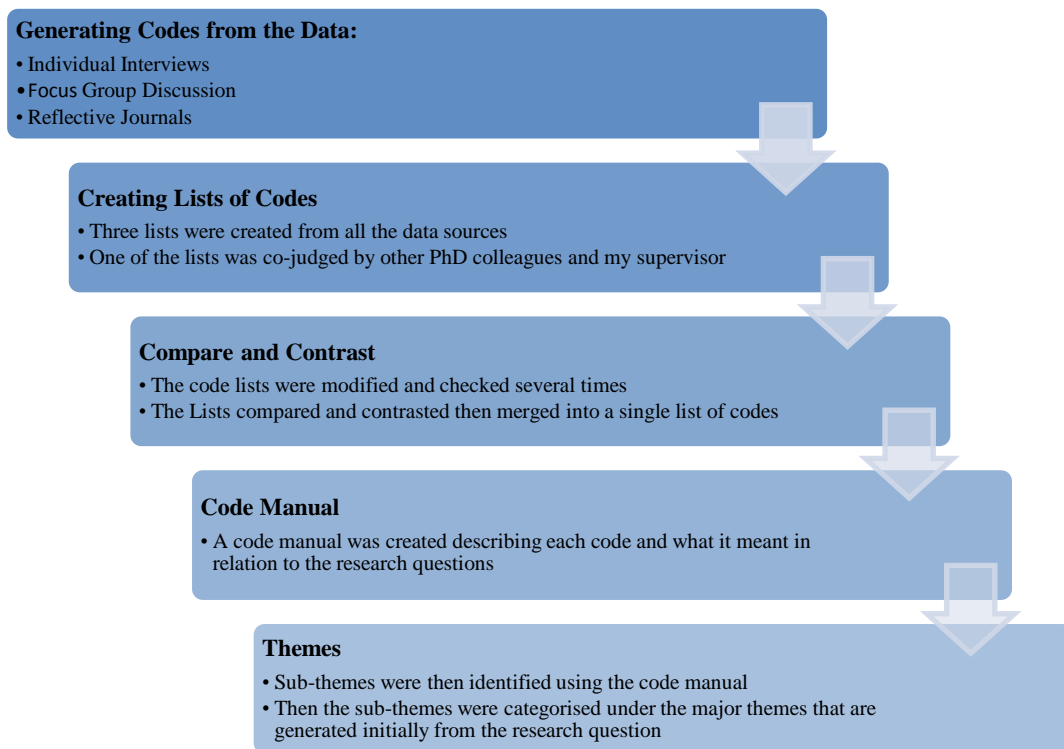 Generating Codes from the Data:
• Individual Interviews
• Focus Group Discussion
• Reflective Journals
Creating Lists of Codes
• Three lists were created from all the data sources
• One of the lists was co-judged by other PhD colleagues and my supervisor
Compare and Contrast
• The code lists were modified and checked several times
• The Lists compared and contrasted then merged into a single list of codes
Code Manual
• A code manual was created describing each code and what it meant in
relation to the research questions
Themes
• Sub-themes were then identified using the code manual
• Then the sub-themes were categorised under the major themes that are
generated initially from the research question